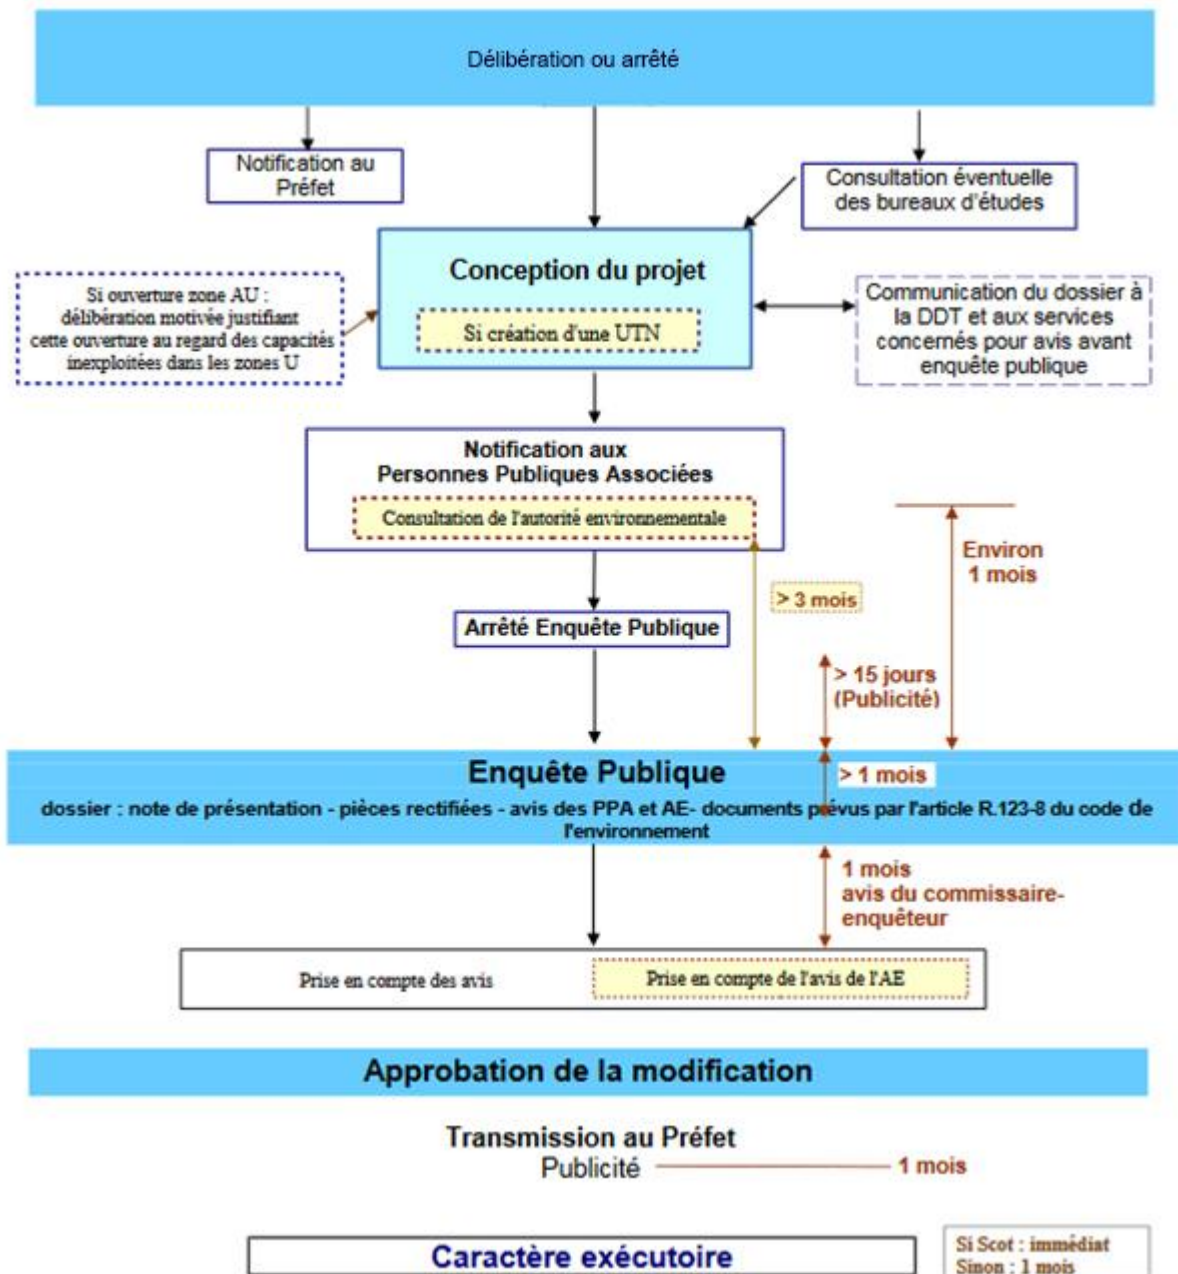 Délibération ou arrêté
Notification au
Préfet
Consultation éventuelle
des bureaux d'études
Conception du projet
Si création d'une UTN
Si ouverture zone AU :
délibération motivée justifiant
cette ouverture au regard des capacités
inexploitées dans les zones U
Communication du dossier à
la DDT et aux services
concernés pour avis avant
enquête publique
Notification aux
Personnes Publiques Associées
Consultation de l'autorité environnementale
Environ
1 mois
> 3 mois
Arrêté Enquête Publique
> 15 jours
(Publicité)
Enquête Publique
> 1 mois
dossier : note de présentation - pièces rectifiées - avis des PPA et AE- documents prévus par l'article R.123-8 du code de
l'environnement
1 mois
avis du commissaire-
enquêteur
Prise en compte des avis
Prise en compte de l'avis de l'AE
Approbation de la modification
Transmission au Préfet
Publicité
1 mois
Caractère exécutoire
Si Scot : immédiat
Sinon : 1 mois